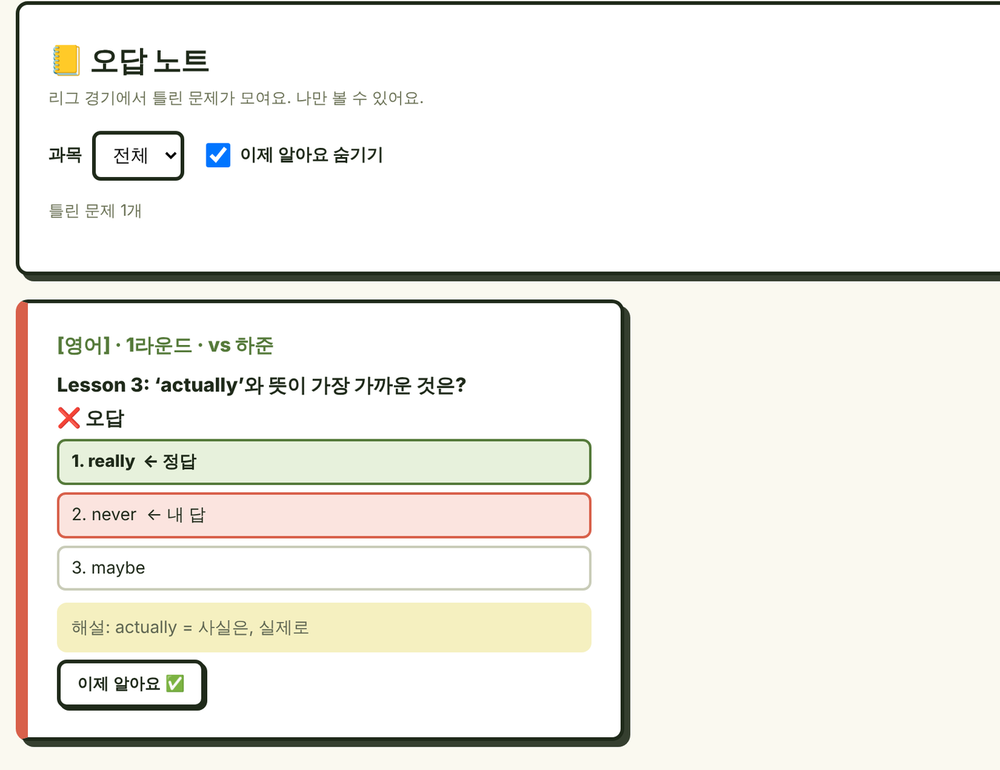 📒 오답 노트
리그 경기에서 틀린 문제가 모여요. 나만 볼 수 있어요.
과목 전체 이제 알아요 숨기기
틀린 문제 1개
[영어] · 1라운드 · vs 하준
Lesson 3: ‘actually’와 뜻이 가장 가까운 것은?
❌ 오답
1. really ← 정답
2. never ← 내 답
3. maybe
해설: actually = 사실은, 실제로
이제 알아요 ✅